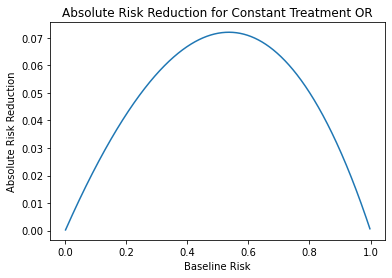 Absolute Risk Reduction for Constant Treatment OR
Absolute Risk Reduction
0.07
0.06
0.05
0.04
0.03
0.02
0.01
0.00
0.0 0.2 0.4 0.6 0.8 1.0
Baseline Risk